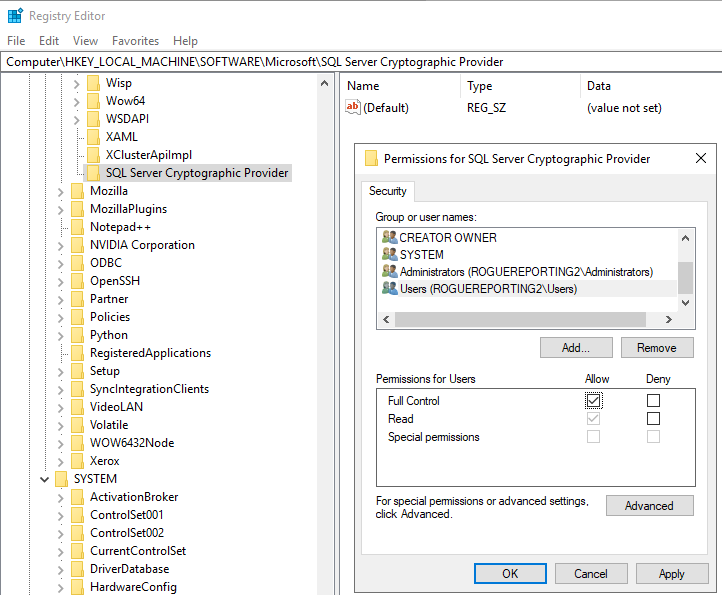 Registry Editor
File Edit View Favorites Help
Computer\HKEY_LOCAL_MACHINE\SOFTWARE\Microsoft\SQL Server Cryptographic Provider
Wisp
Wow64
WSDAPI
XAML
XClusterApiImpl
SQL Server Cryptographic Provider
Mozilla
MozillaPlugins
Notepad++
NVIDIA Corporation
ODBC
OpenSSH
Partner
Policies
Python
RegisteredApplications
Setup
SyncIntegrationClients
VideoLAN
Volatile
WOW6432Node
Xerox
SYSTEM
ActivationBroker
ControlSet001
ControlSet002
CurrentControlSet
DriverDatabase
HardwareConfig
Name Type Data
ab (Default) REG_SZ (value not set)
Permissions for SQL Server Cryptographic Provider
Security
Group or user names:
CREATOR OWNER
SYSTEM
Administrators (ROGUEREPORTING2\Administrators)
Users (ROGUEREPORTING2\Users)
Add... Remove
Permissions for Users Allow Deny
Full Control
Read
Special permissions
For special permissions or advanced settings,
click Advanced.
Advanced
OK Cancel Apply